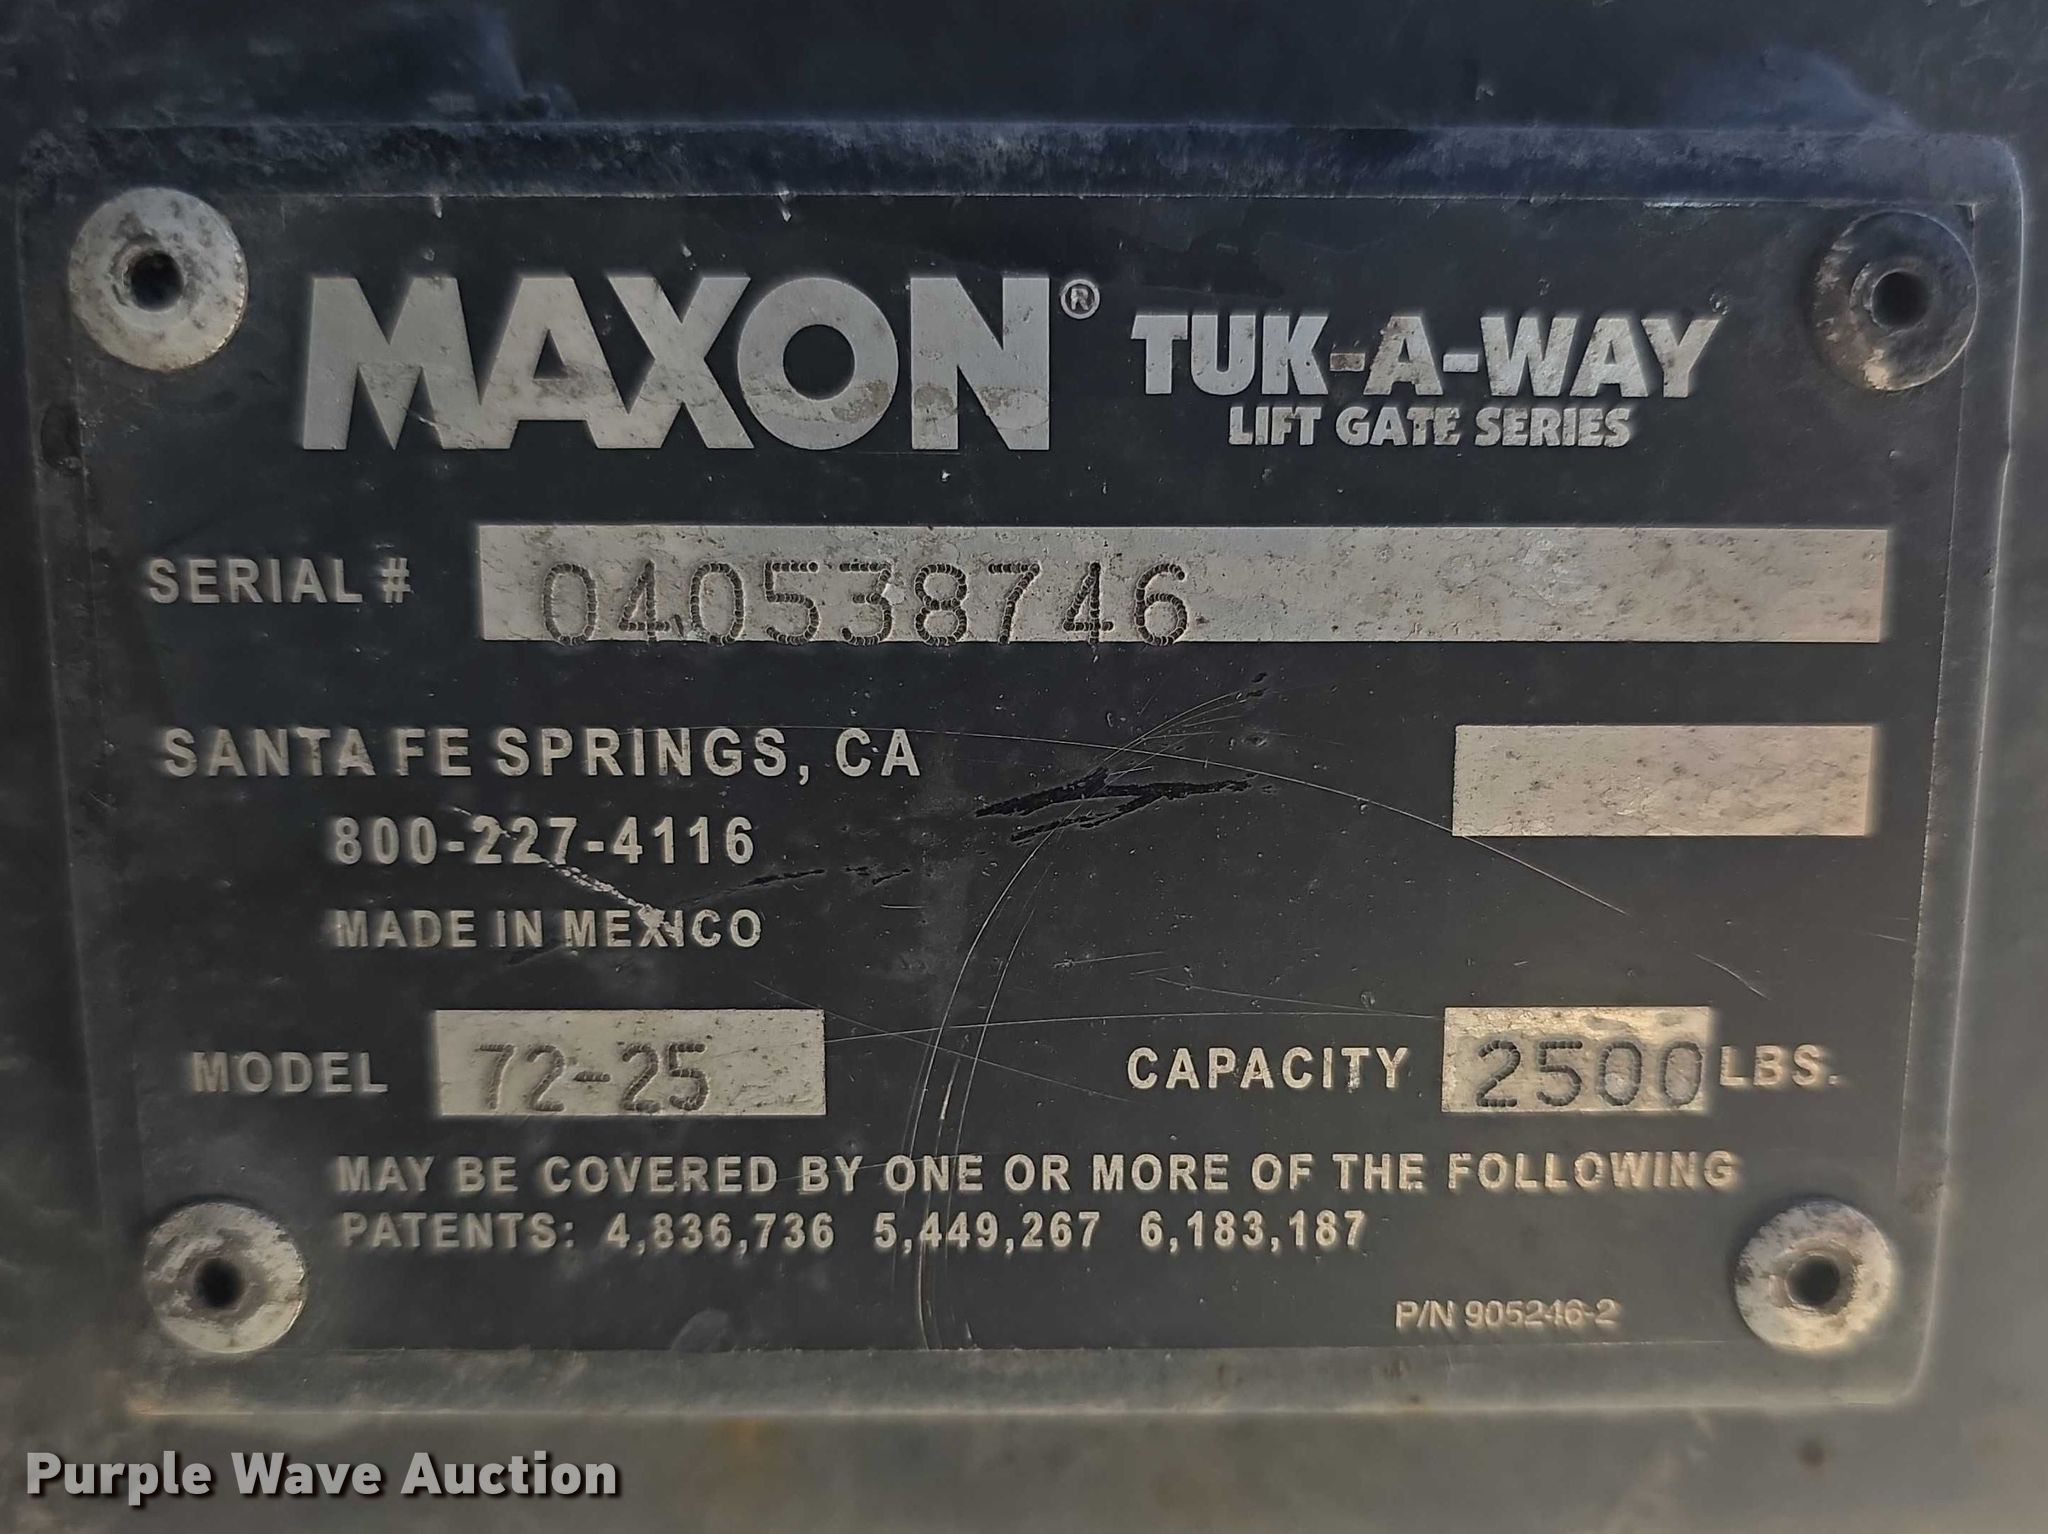 MAXON® TUK-A-WAY
LIFT GATE SERIES
SERIAL # 040538746
SANTA FE SPRINGS, CA
800-227-4116
MADE IN MEXICO
MODEL 72-25 CAPACITY 2500 LBS.
MAY BE COVERED BY ONE OR MORE OF THE FOLLOWING
PATENTS: 4,836,736 5,449,267 6,183,187
P/N 905246-2
Purple Wave Auction